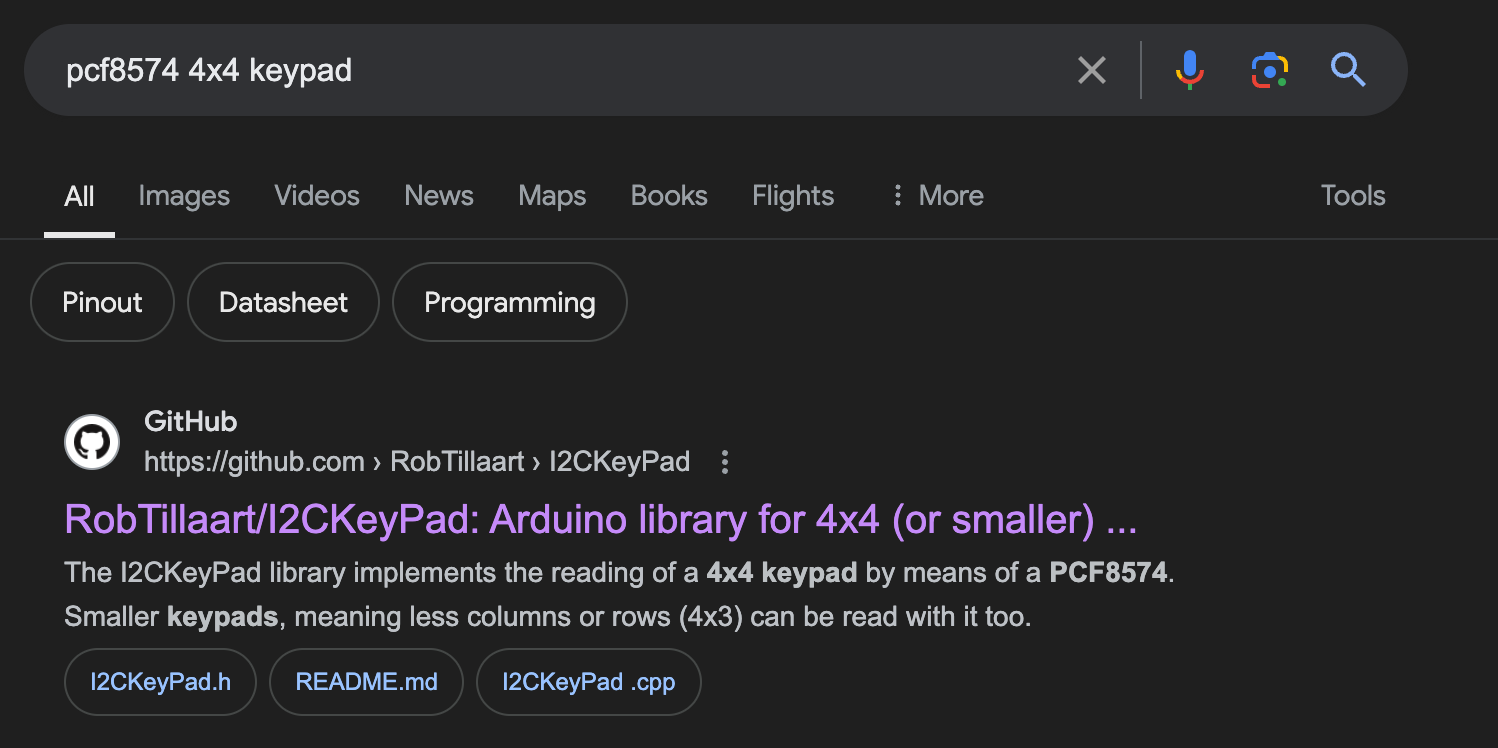 pcf8574 4x4 keypad
All Images Videos News Maps Books Flights More Tools
Pinout Datasheet Programming
GitHub
https://github.com › RobTillaart › I2CKeyPad
RobTillaart/I2CKeyPad: Arduino library for 4x4 (or smaller) ...
The I2CKeyPad library implements the reading of a 4x4 keypad by means of a PCF8574.
Smaller keypads, meaning less columns or rows (4x3) can be read with it too.
I2CKeyPad.h README.md I2CKeyPad .cpp